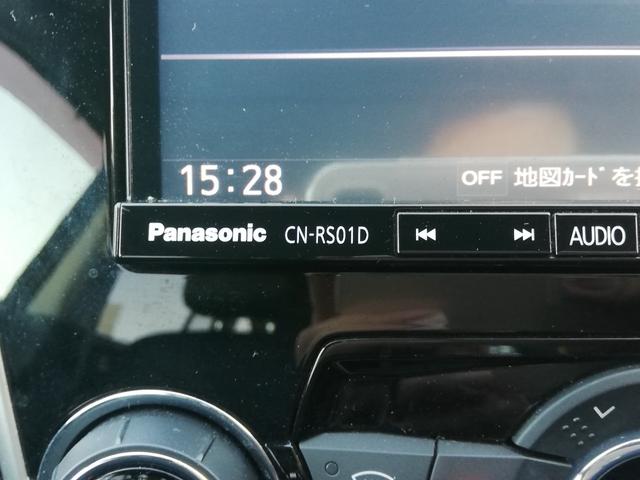 15:28 OFF 地図ｶｰﾄﾞを
Panasonic CN-RS01D AUDIO